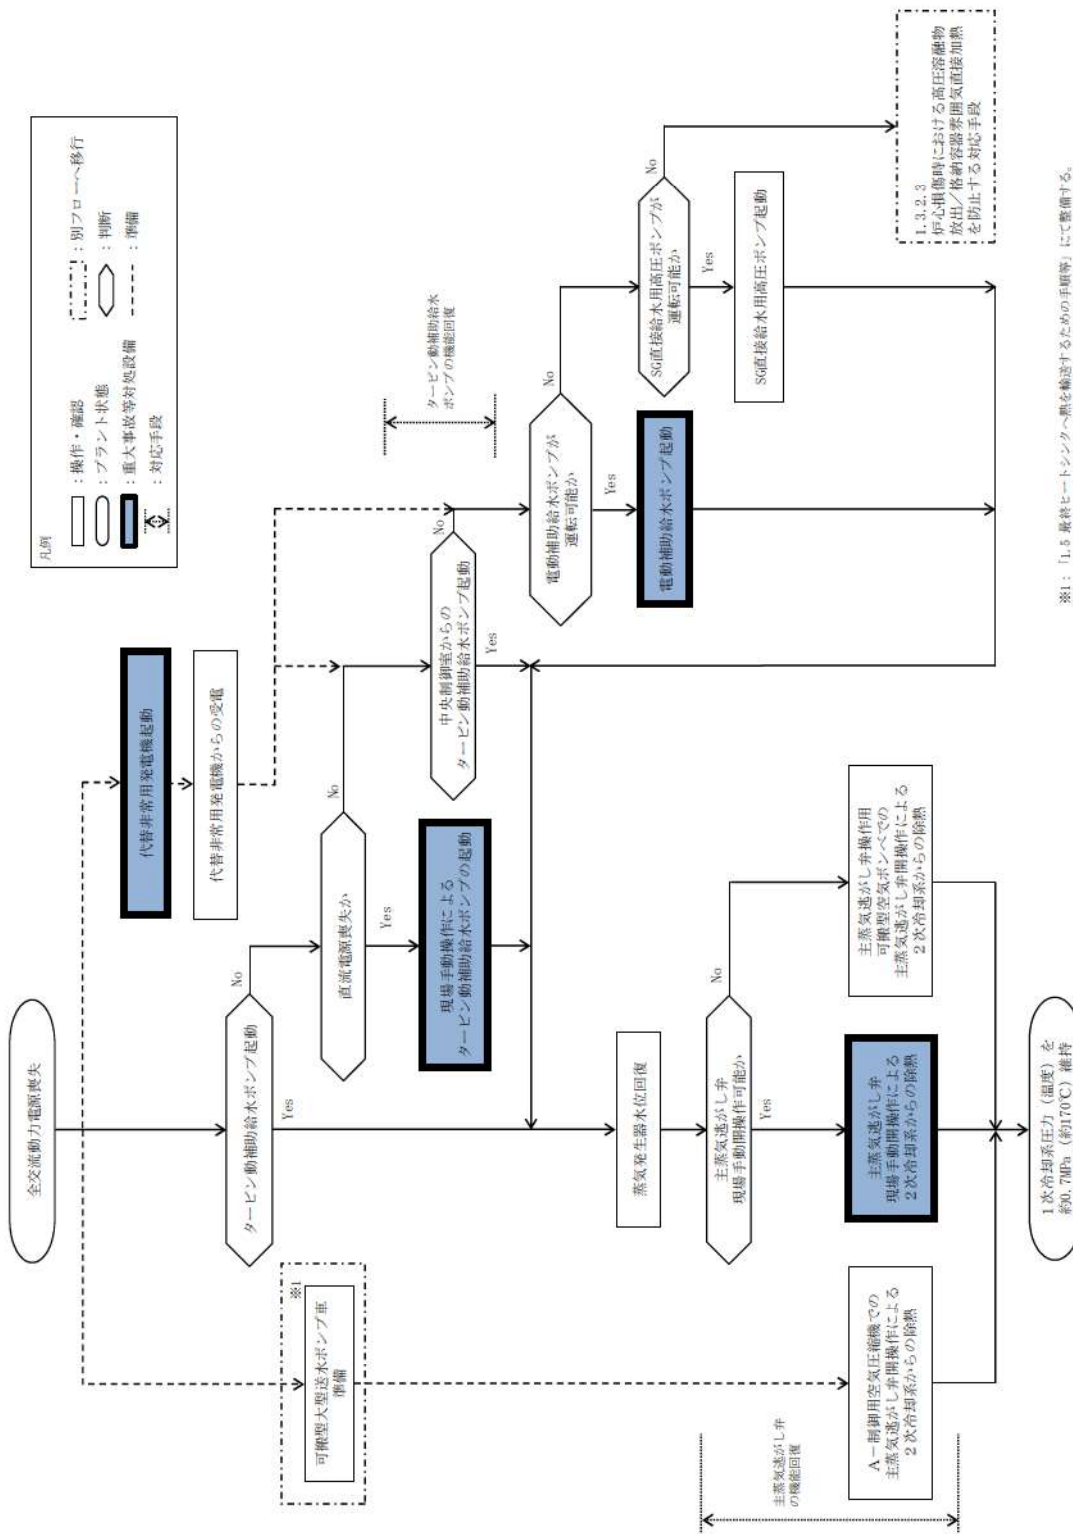 凡例
：操作・確認
：プラント状態
：重大事故等対処設備
：対応手段
：別フローへ移行
：判断
：準備
全交流動力電源喪失
代替非常用発電機起動
代替非常用発電機からの受電
タービン動補助給水ポンプ起動
No
Yes
直流電源喪失か
No
Yes
現場手動操作による
タービン動補助給水ポンプの起動
中央制御室からの
タービン動補助給水ポンプ起動
No
Yes
タービン動補助給水
ポンプの機能回復
電動補助給水ポンプが
運転可能か
No
Yes
電動補助給水ポンプ起動
SG直接給水用高圧ポンプが
運転可能か
No
Yes
SG直接給水用高圧ポンプ起動
1.3.2.3
炉心損傷時における高圧溶融物
放出／格納容器雰囲気直接加熱
を防止する対応手段
※1
可搬型大型送水ポンプ車
準備
蒸気発生器水位回復
主蒸気逃がし弁
現場手動開操作可能か
No
Yes
主蒸気逃がし弁
の機能回復
A－制御用空気圧縮機での
主蒸気逃がし弁開操作による
２次冷却系からの除熱
主蒸気逃がし弁
現場手動開操作による
２次冷却系からの除熱
主蒸気逃がし弁操作用
可搬型空気ボンベでの
主蒸気逃がし弁開操作による
２次冷却系からの除熱
１次冷却系圧力（温度）を
約0.7MPa（約170℃）維持
※1：「1.5 最終ヒートシンクへ熱を輸送するための手順等」にて整備する。